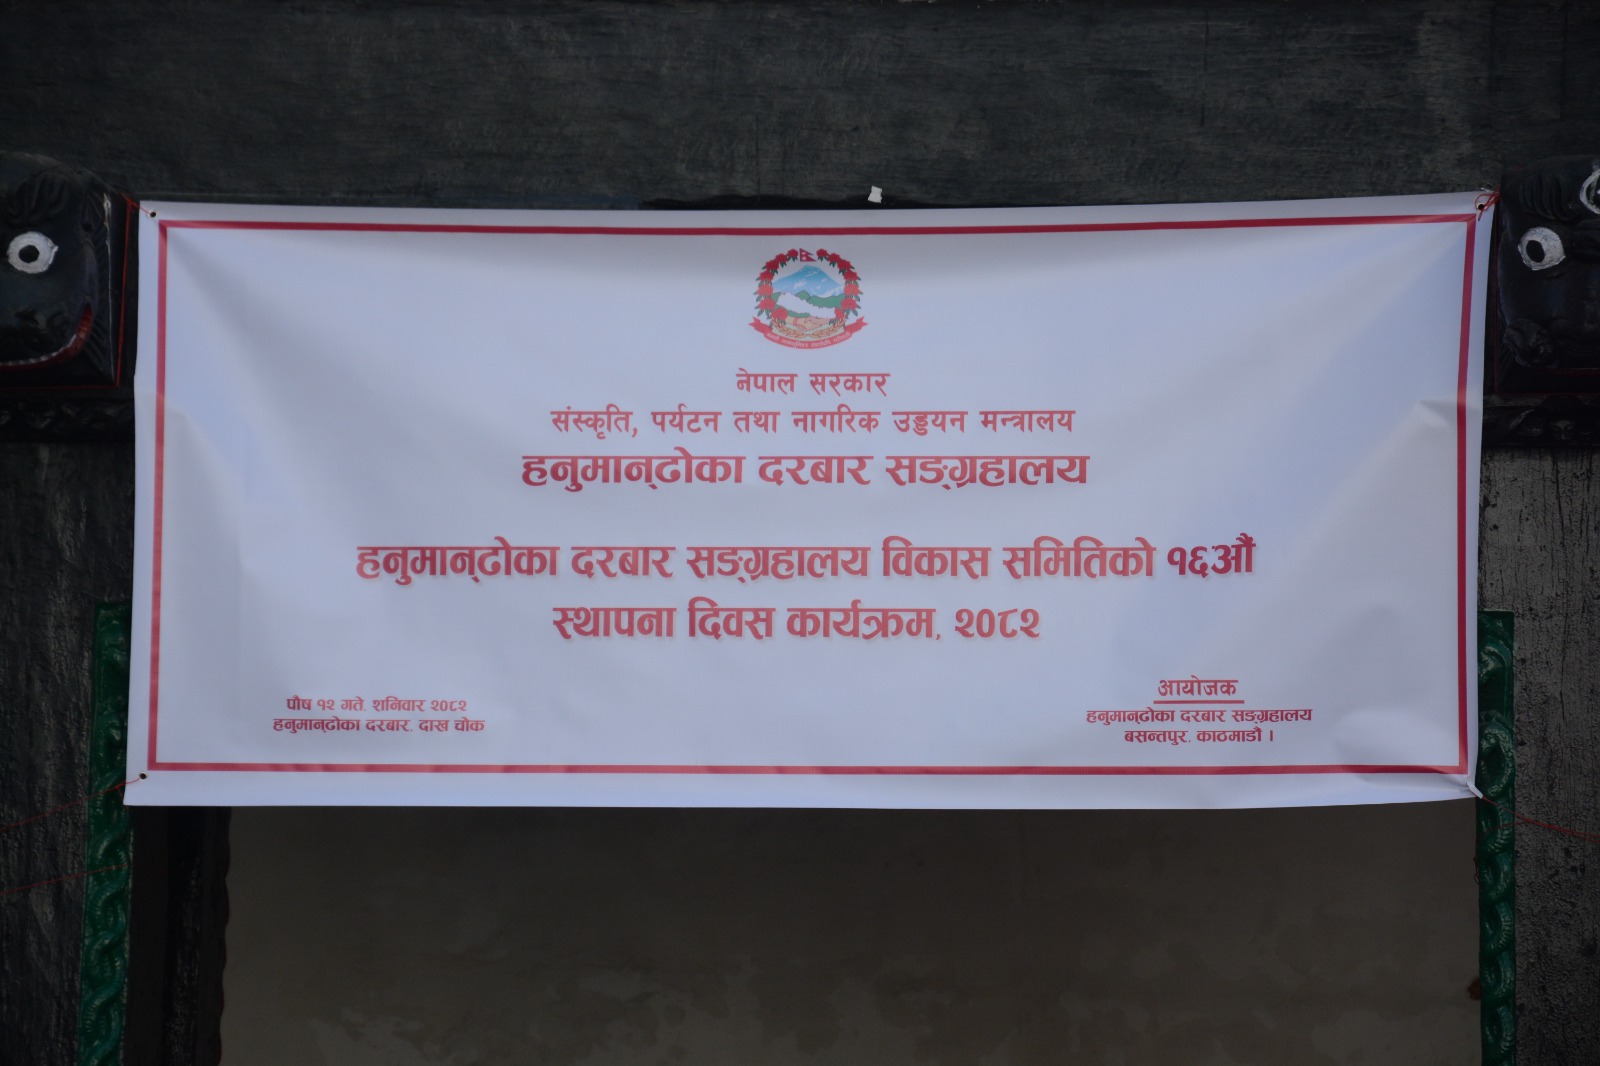 नेपाल सरकार
संस्कृति, पर्यटन तथा नागरिक उड्डयन मन्त्रालय
हनुमान्ढोका दरबार सङ्ग्रहालय
हनुमान्ढोका दरबार सङ्ग्रहालय विकास समितिको १६औं
स्थापना दिवस कार्यक्रम, २०८२
पौष १२ गते, शनिवार २०८२
हनुमान्ढोका दरबार, दाख चौक
आयोजक
हनुमान्ढोका दरबार सङ्ग्रहालय
बसन्तपुर, काठमाडौं ।